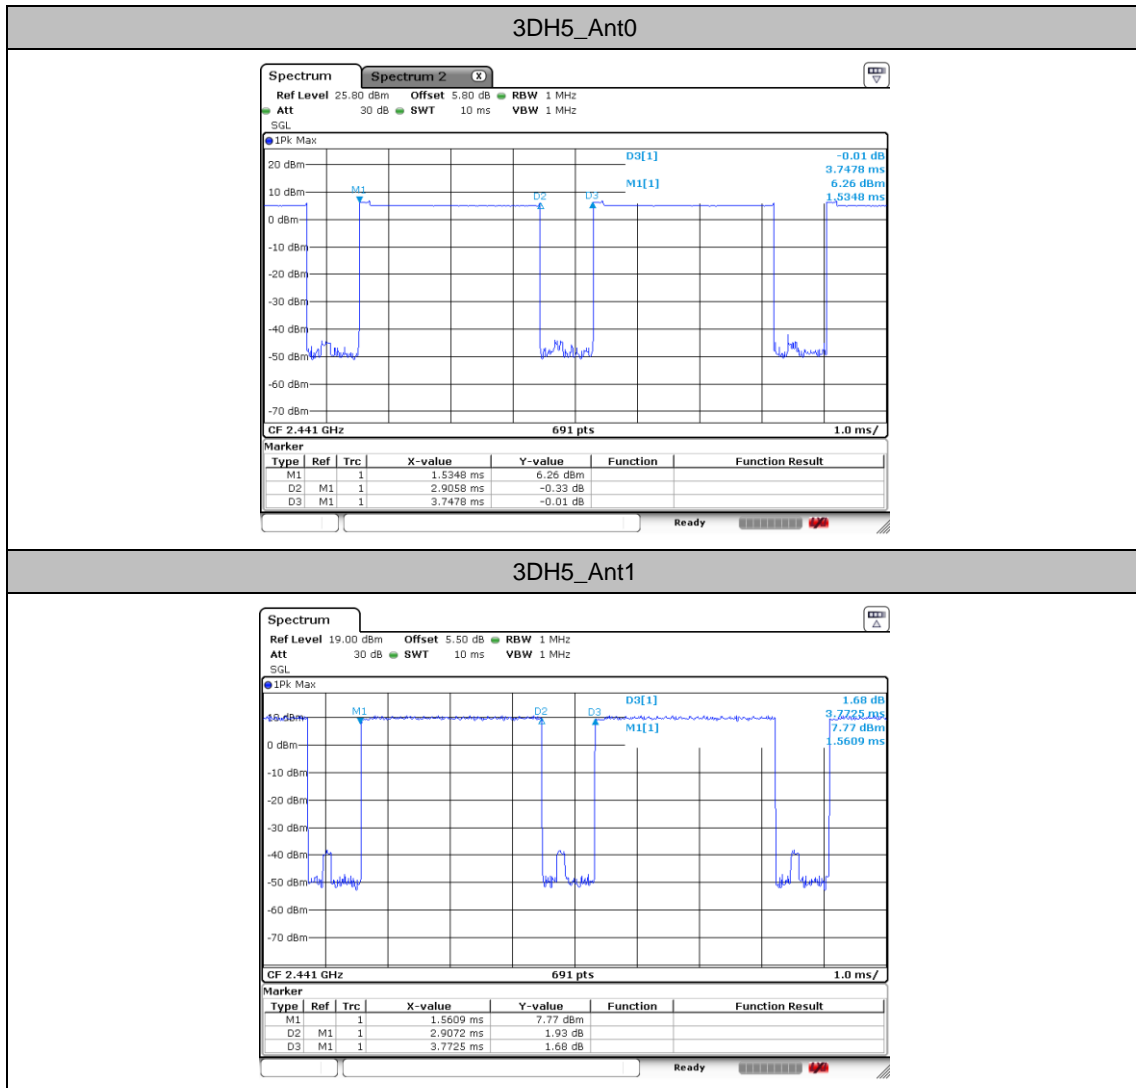 3DH5_Ant0
Spectrum Spectrum 2 X
Ref Level 25.80 dBm Offset 5.80 dB RBW 1 MHz
Att 30 dB SWT 10 ms VBW 1 MHz
SGL
1Pk Max
D3[1] -0.01 dB
3.7478 ms
M1[1] 6.26 dBm
1.5348 ms
20 dBm
10 dBm
0 dBm
-10 dBm
-20 dBm
-30 dBm
-40 dBm
-50 dBm
-60 dBm
-70 dBm
M1 D2 D3
CF 2.441 GHz 691 pts 1.0 ms/
Marker
Type Ref Trc X-value Y-value Function Function Result
M1 1 1.5348 ms 6.26 dBm
D2 M1 1 2.9058 ms -0.33 dB
D3 M1 1 3.7478 ms -0.01 dB
Ready
3DH5_Ant1
Spectrum
Ref Level 19.00 dBm Offset 5.50 dB RBW 1 MHz
Att 30 dB SWT 10 ms VBW 1 MHz
SGL
1Pk Max
D3[1] 1.68 dB
3.7725 ms
M1[1] 7.77 dBm
1.5609 ms
10 dBm
0 dBm
-10 dBm
-20 dBm
-30 dBm
-40 dBm
-50 dBm
-60 dBm
-70 dBm
M1 D2 D3
CF 2.441 GHz 691 pts 1.0 ms/
Marker
Type Ref Trc X-value Y-value Function Function Result
M1 1 1.5609 ms 7.77 dBm
D2 M1 1 2.9072 ms 1.93 dB
D3 M1 1 3.7725 ms 1.68 dB
Ready